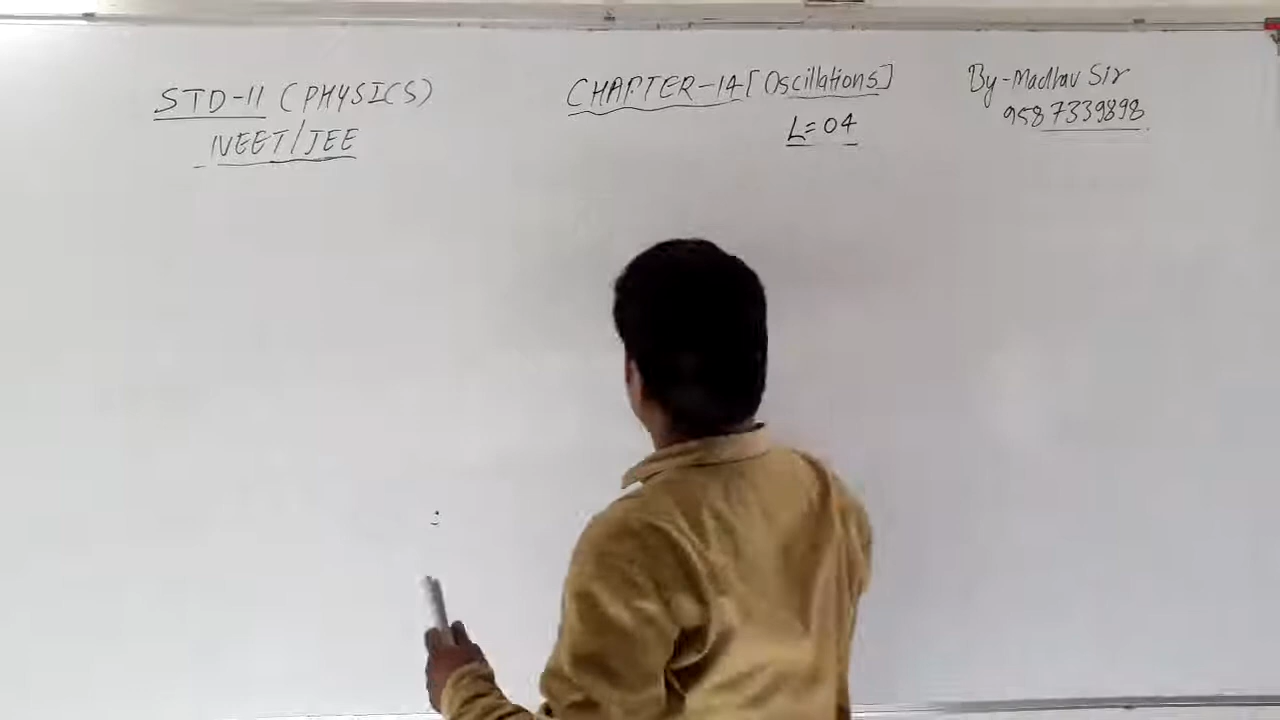 STD-11 (PHYSICS)
NEET/JEE
CHAPTER-14 [Oscillations]
L=04
By-Madhav Sir
9587339898